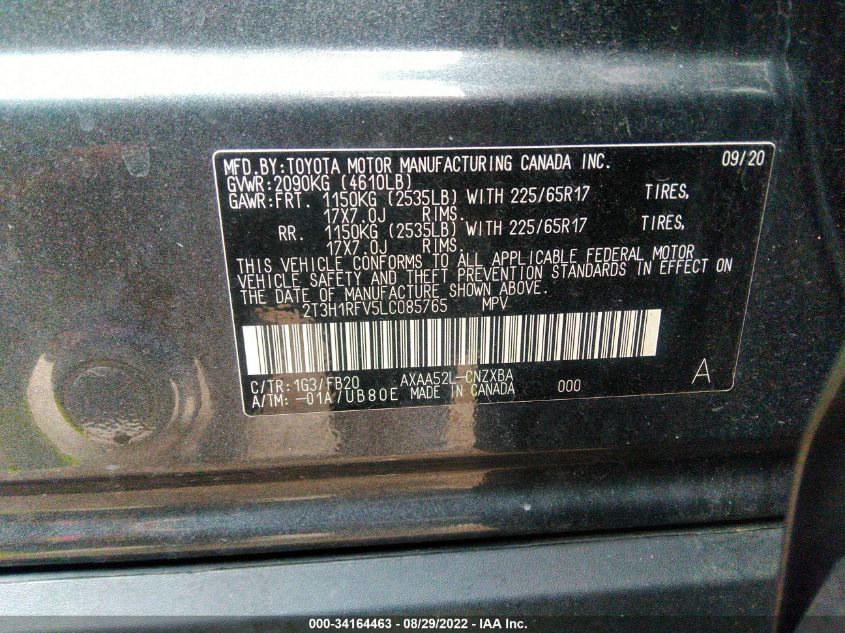 MFD.BY:TOYOTA MOTOR MANUFACTURING CANADA INC. 09/20
GVWR:2090KG (4610LB)
GAWR:FRT. 1150KG (2535LB) WITH 225/65R17 TIRES,
17X7.0J RIMS.
RR. 1150KG (2535LB) WITH 225/65R17 TIRES,
17X7.0J RIMS.
THIS VEHICLE CONFORMS TO ALL APPLICABLE FEDERAL MOTOR
VEHICLE SAFETY AND THEFT PREVENTION STANDARDS IN EFFECT ON
THE DATE OF MANUFACTURE SHOWN ABOVE.
2T3H1RFV5LC085765 MPV
C/TR:1G3/FB20 AXAA52L-CNZXBA
A/TM:-01A/UB80E MADE IN CANADA 000 A
000-34164463 - 08/29/2022 - IAA Inc.